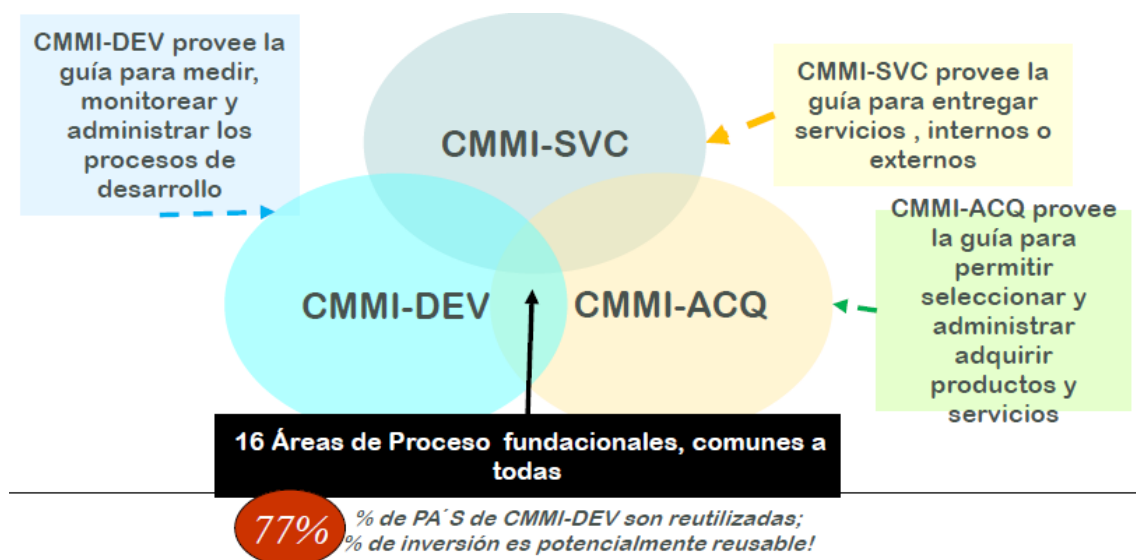 CMMI-DEV provee la
guía para medir,
monitorear y
administrar los
procesos de
desarrollo
CMMI-SVC
CMMI-SVC provee la
guía para entregar
servicios , internos o
externos
CMMI-DEV
CMMI-ACQ
CMMI-ACQ provee
la guía para
permitir
seleccionar y
administrar
adquirir
productos y
servicios
16 Áreas de Proceso fundacionales, comunes a
todas
77%
% de PA´S de CMMI-DEV son reutilizadas;
% de inversión es potencialmente reusable!